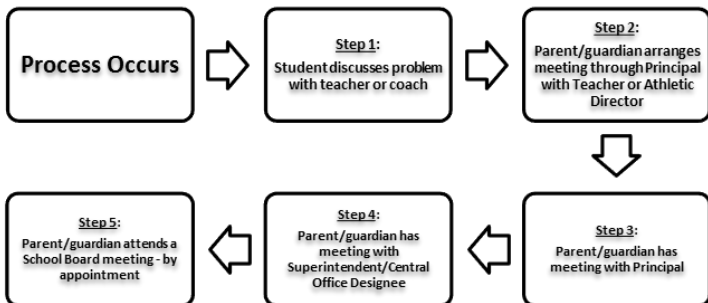 Process Occurs
Step 1:
Student discusses problem
with teacher or coach
Step 2:
Parent/guardian arranges
meeting through Principal
with Teacher or Athletic
Director
Step 3:
Parent/guardian has
meeting with Principal
Step 4:
Parent/guardian has
meeting with
Superintendent/Central
Office Designee
Step 5:
Parent/guardian attends a
School Board meeting - by
appointment